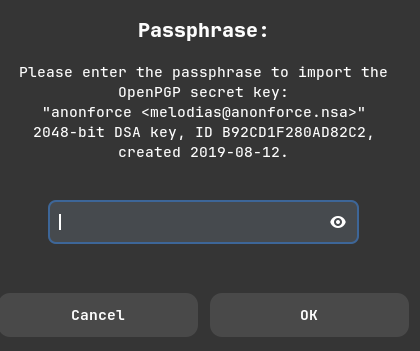 Passphrase:
Please enter the passphrase to import the
OpenPGP secret key:
"anonforce <melodias@anonforce.nsa>"
2048-bit DSA key, ID B92CD1F280AD82C2,
created 2019-08-12.
Cancel
OK